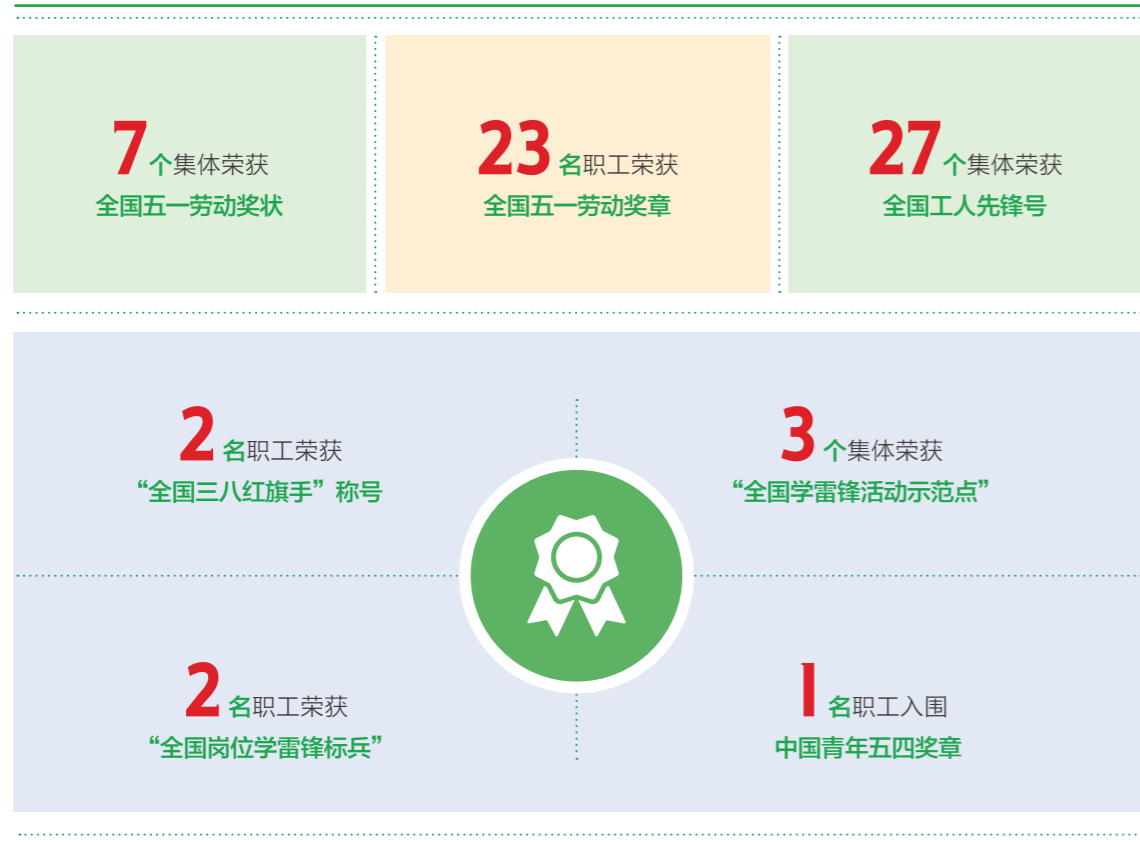 7个集体荣获
全国五一劳动奖状
23名职工荣获
全国五一劳动奖章
27个集体荣获
全国工人先锋号
2名职工荣获
“全国三八红旗手”称号
3个集体荣获
“全国学雷锋活动示范点”
2名职工荣获
“全国岗位学雷锋标兵”
1名职工入围
中国青年五四奖章